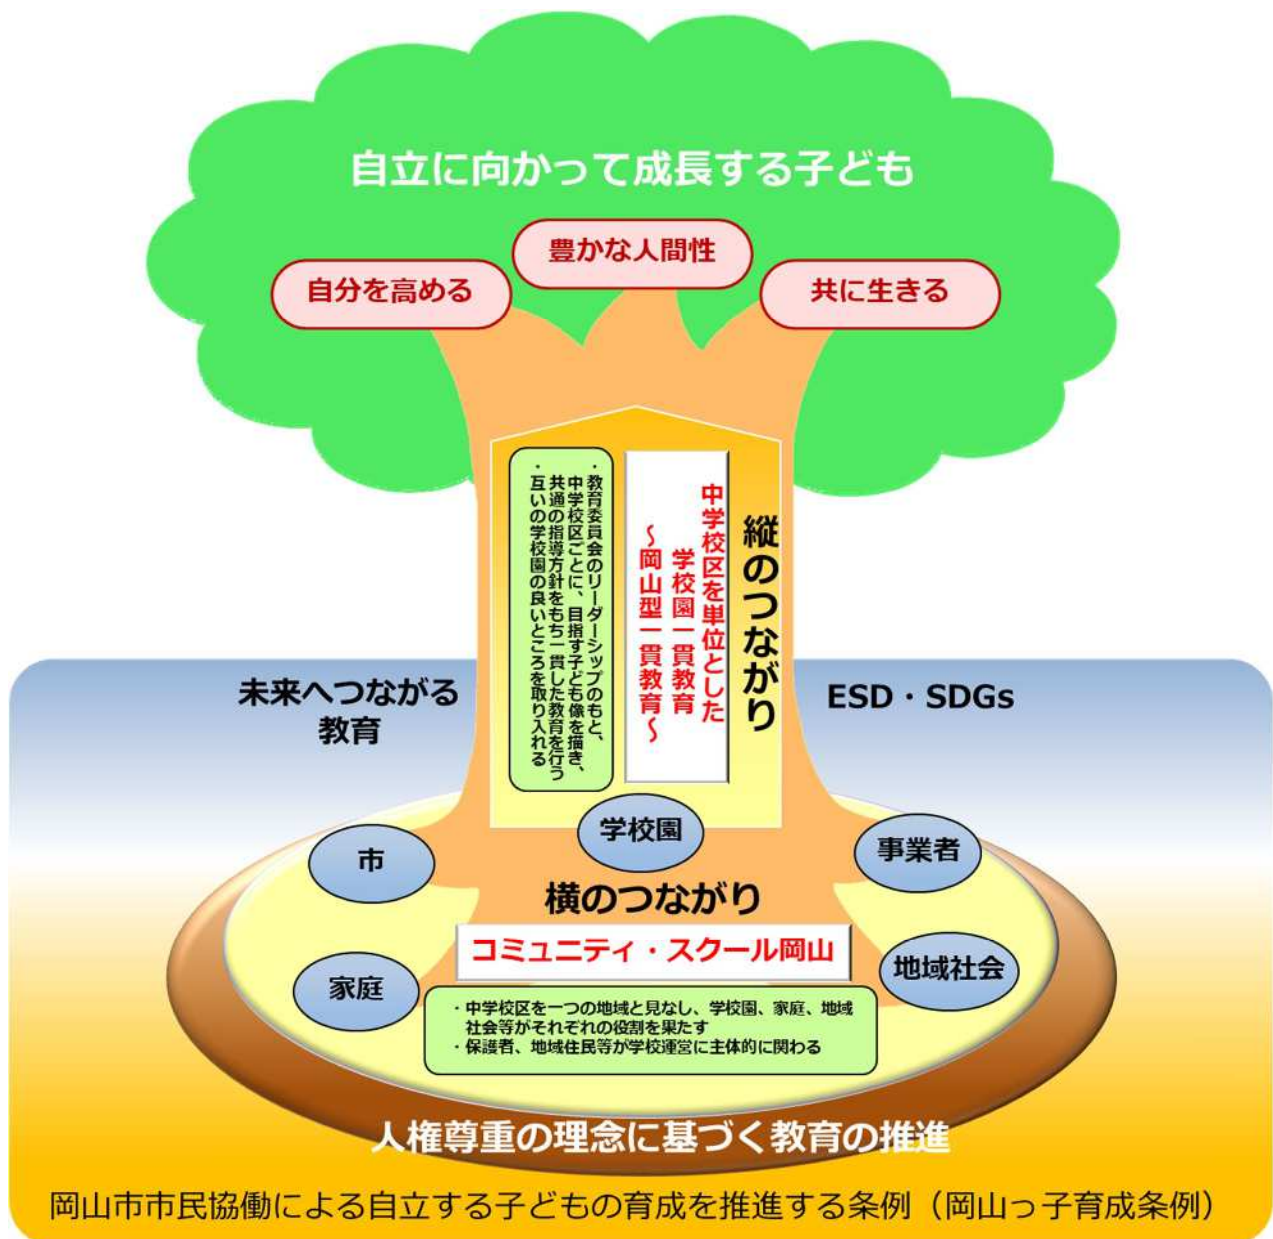 自立に向かって成長する子ども
豊かな人間性
自分を高める
共に生きる
縦のつながり
中学校区を単位とした
学校園一貫教育
～岡山型一貫教育～
・教育委員会のリーダーシップのもと、
中学校区ごとに、目指す子ども像を描き、
共通の指導方針をもち一貫した教育を行う
・互いの学校園の良いところを取り入れる
未来へつながる
教育
ESD・SDGs
学校園
市
事業者
横のつながり
コミュニティ・スクール岡山
家庭
地域社会
・中学校区を一つの地域と見なし、学校園、家庭、地域
社会等がそれぞれの役割を果たす
・保護者、地域住民等が学校運営に主体的に関わる
人権尊重の理念に基づく教育の推進
岡山市市民協働による自立する子どもの育成を推進する条例（岡山っ子育成条例）